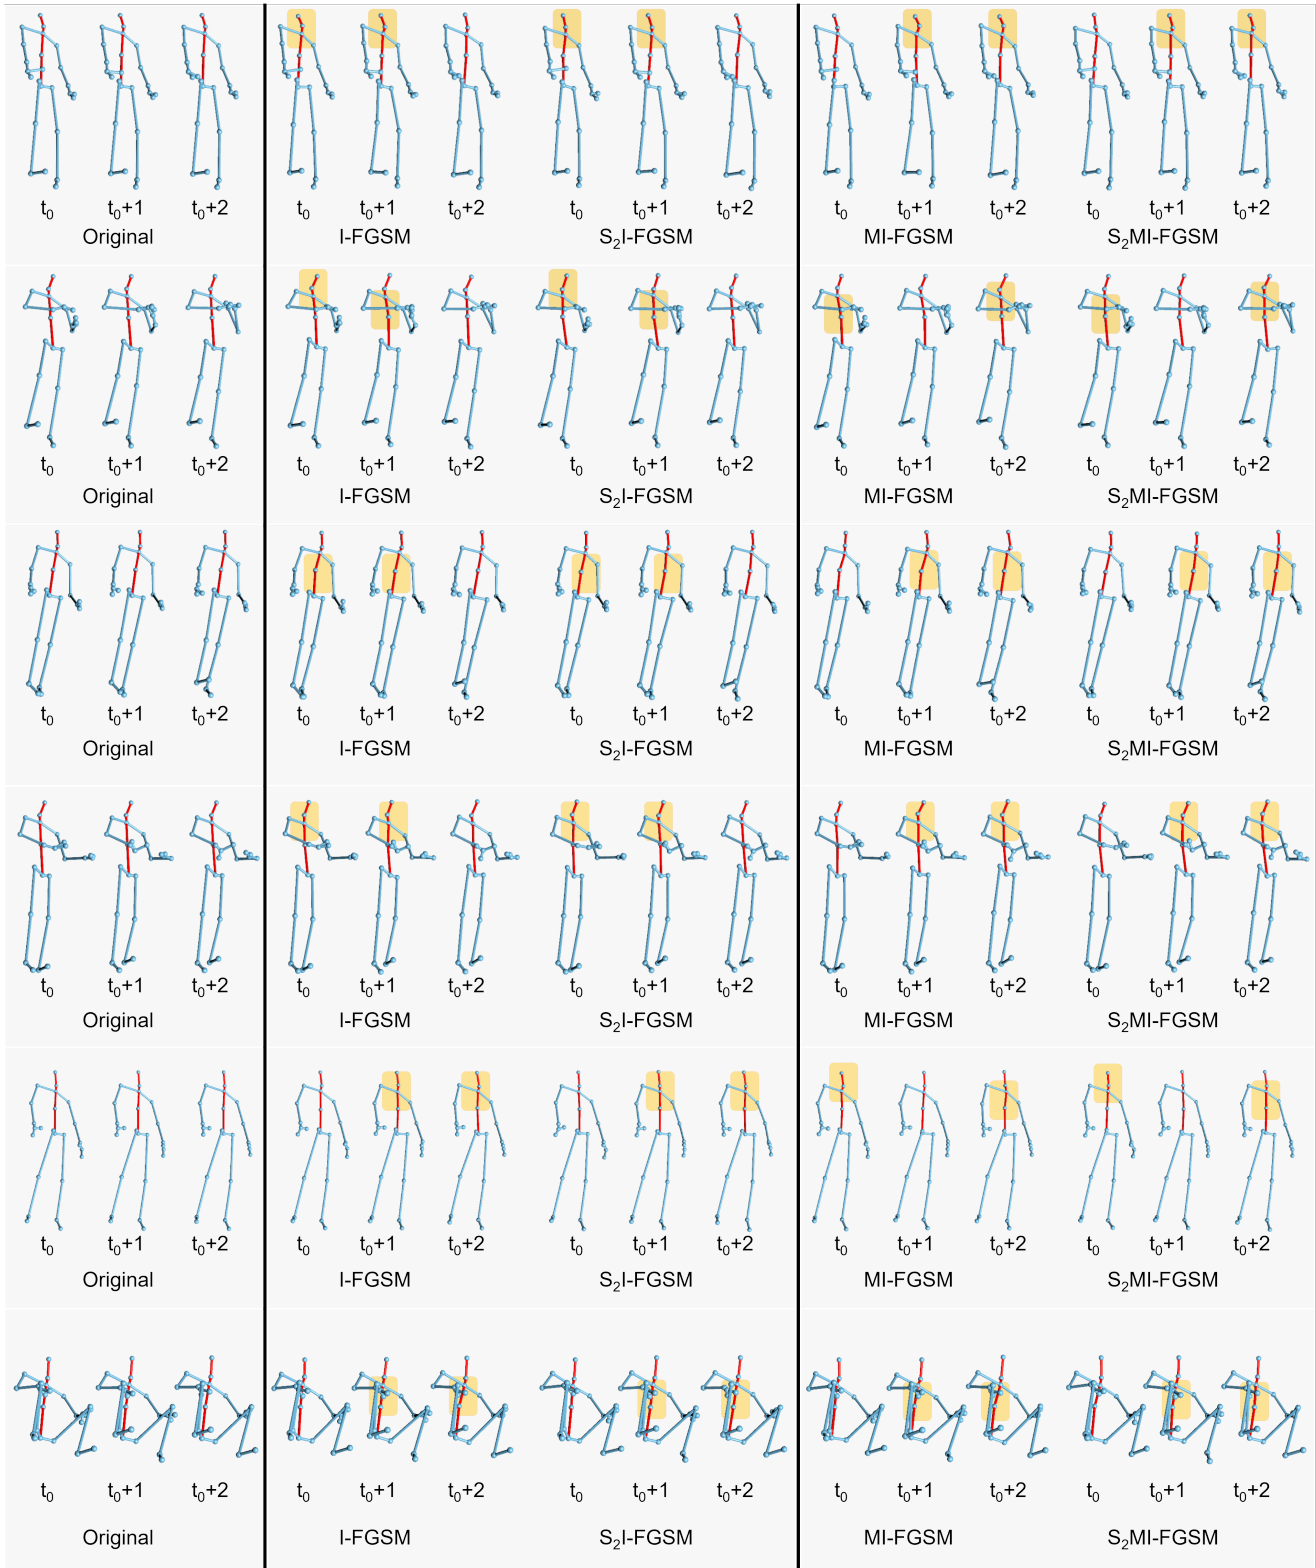 t₀ t₀+1 t₀+2 t₀ t₀+1 t₀+2 t₀ t₀+1 t₀+2 t₀ t₀+1 t₀+2 t₀ t₀+1 t₀+2
Original I-FGSM S₂I-FGSM MI-FGSM S₂MI-FGSM
t₀ t₀+1 t₀+2 t₀ t₀+1 t₀+2 t₀ t₀+1 t₀+2 t₀ t₀+1 t₀+2 t₀ t₀+1 t₀+2
Original I-FGSM S₂I-FGSM MI-FGSM S₂MI-FGSM
t₀ t₀+1 t₀+2 t₀ t₀+1 t₀+2 t₀ t₀+1 t₀+2 t₀ t₀+1 t₀+2 t₀ t₀+1 t₀+2
Original I-FGSM S₂I-FGSM MI-FGSM S₂MI-FGSM
t₀ t₀+1 t₀+2 t₀ t₀+1 t₀+2 t₀ t₀+1 t₀+2 t₀ t₀+1 t₀+2 t₀ t₀+1 t₀+2
Original I-FGSM S₂I-FGSM MI-FGSM S₂MI-FGSM
t₀ t₀+1 t₀+2 t₀ t₀+1 t₀+2 t₀ t₀+1 t₀+2 t₀ t₀+1 t₀+2 t₀ t₀+1 t₀+2
Original I-FGSM S₂I-FGSM MI-FGSM S₂MI-FGSM
t₀ t₀+1 t₀+2 t₀ t₀+1 t₀+2 t₀ t₀+1 t₀+2 t₀ t₀+1 t₀+2 t₀ t₀+1 t₀+2
Original I-FGSM S₂I-FGSM MI-FGSM S₂MI-FGSM